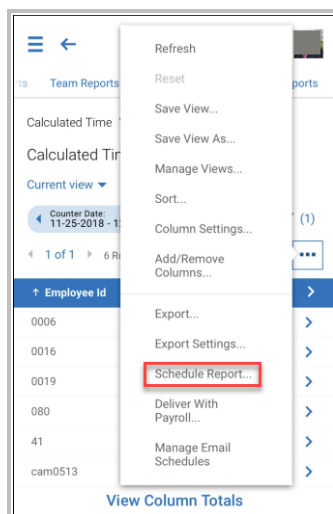 Refresh
ts Team Reports Reset ports
Save View...
Calculated Time
Save View As...
Calculated Tir
Manage Views...
Current view
Sort...
Counter Date:
11-25-2018 - 1
Column Settings... (1)
1 of 1 6 R
Add/Remove
Columns...
↑ Employee Id
0006
Export...
0016
Export Settings...
0019
Schedule Report...
080
Deliver With
Payroll...
41
Manage Email
Schedules
cam0513
View Column Totals